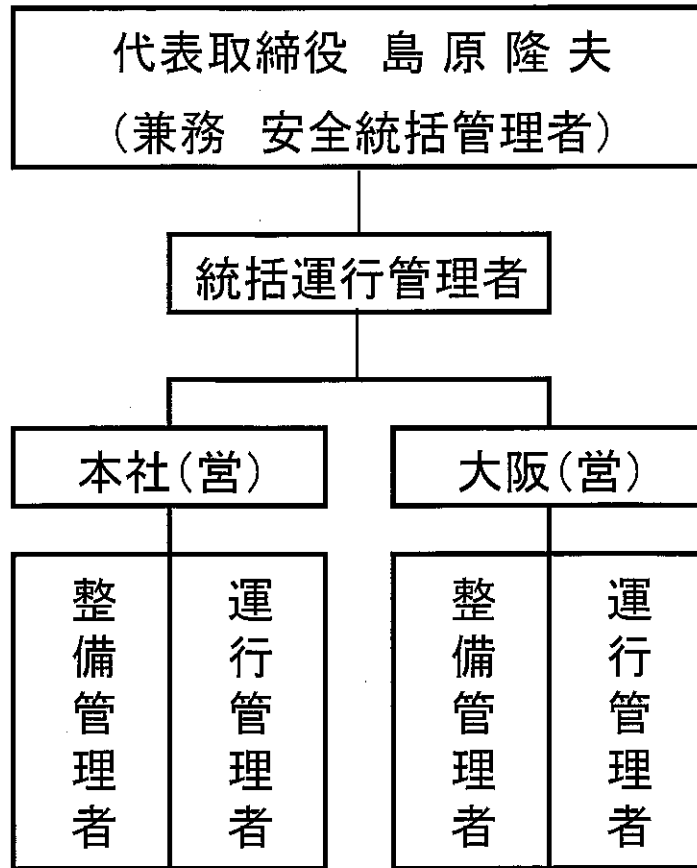 代表取締役 島原隆夫
(兼務 安全統括管理者)
統括運行管理者
本社(営)
大阪(営)
整備管理者
運行管理者
整備管理者
運行管理者